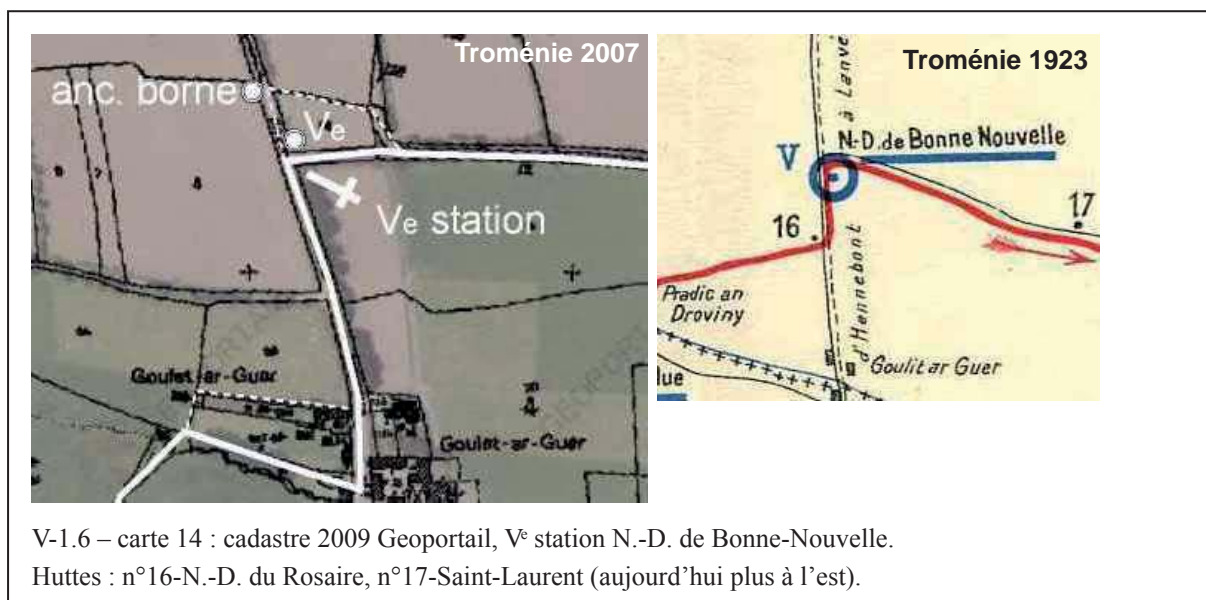 Troménie 2007
anc. borne
Ve
Ve station
Goulet-ar-Guer
Goulet-ar-Guer
Troménie 1923
à Lanvé
N.-D. de Bonne Nouvelle
V
16
17
d'Hennebont
Pradic an
Droviny
Goulit ar Guer
lue
V-1.6 – carte 14 : cadastre 2009 Geoportail, Vᵉ station N.-D. de Bonne-Nouvelle.
Huttes : n°16-N.-D. du Rosaire, n°17-Saint-Laurent (aujourd’hui plus à l’est).